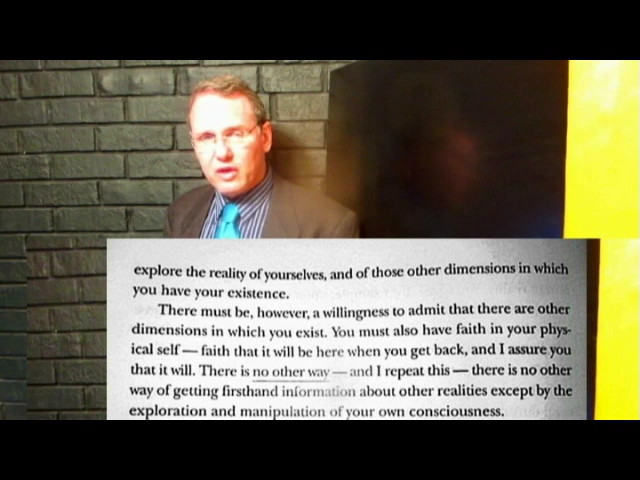 explore the reality of yourselves, and of those other dimensions in which
you have your existence.
There must be, however, a willingness to admit that there are other
dimensions in which you exist. You must also have faith in your phys-
ical self — faith that it will be here when you get back, and I assure you
that it will. There is no other way — and I repeat this — there is no other
way of getting firsthand information about other realities except by the
exploration and manipulation of your own consciousness.